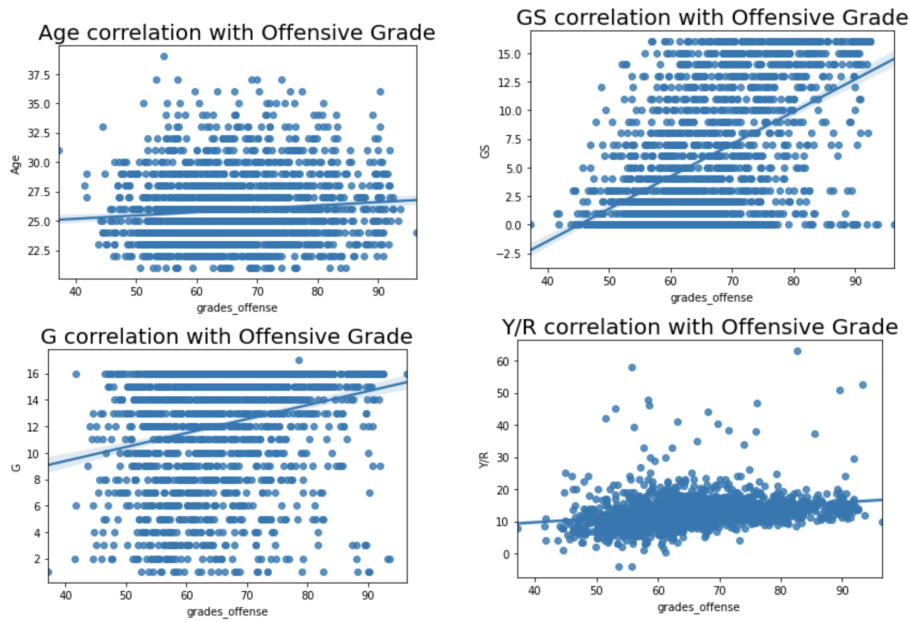 Age correlation with Offensive Grade
37.5
35.0
32.5
30.0
27.5
25.0
22.5
Age
40 50 60 70 80 90
grades_offense
GS correlation with Offensive Grade
15.0
12.5
10.0
7.5
5.0
2.5
0.0
−2.5
GS
40 50 60 70 80 90
grades_offense
G correlation with Offensive Grade
16
14
12
10
8
6
4
2
G
40 50 60 70 80 90
grades_offense
Y/R correlation with Offensive Grade
60
50
40
30
20
10
0
Y/R
40 50 60 70 80 90
grades_offense